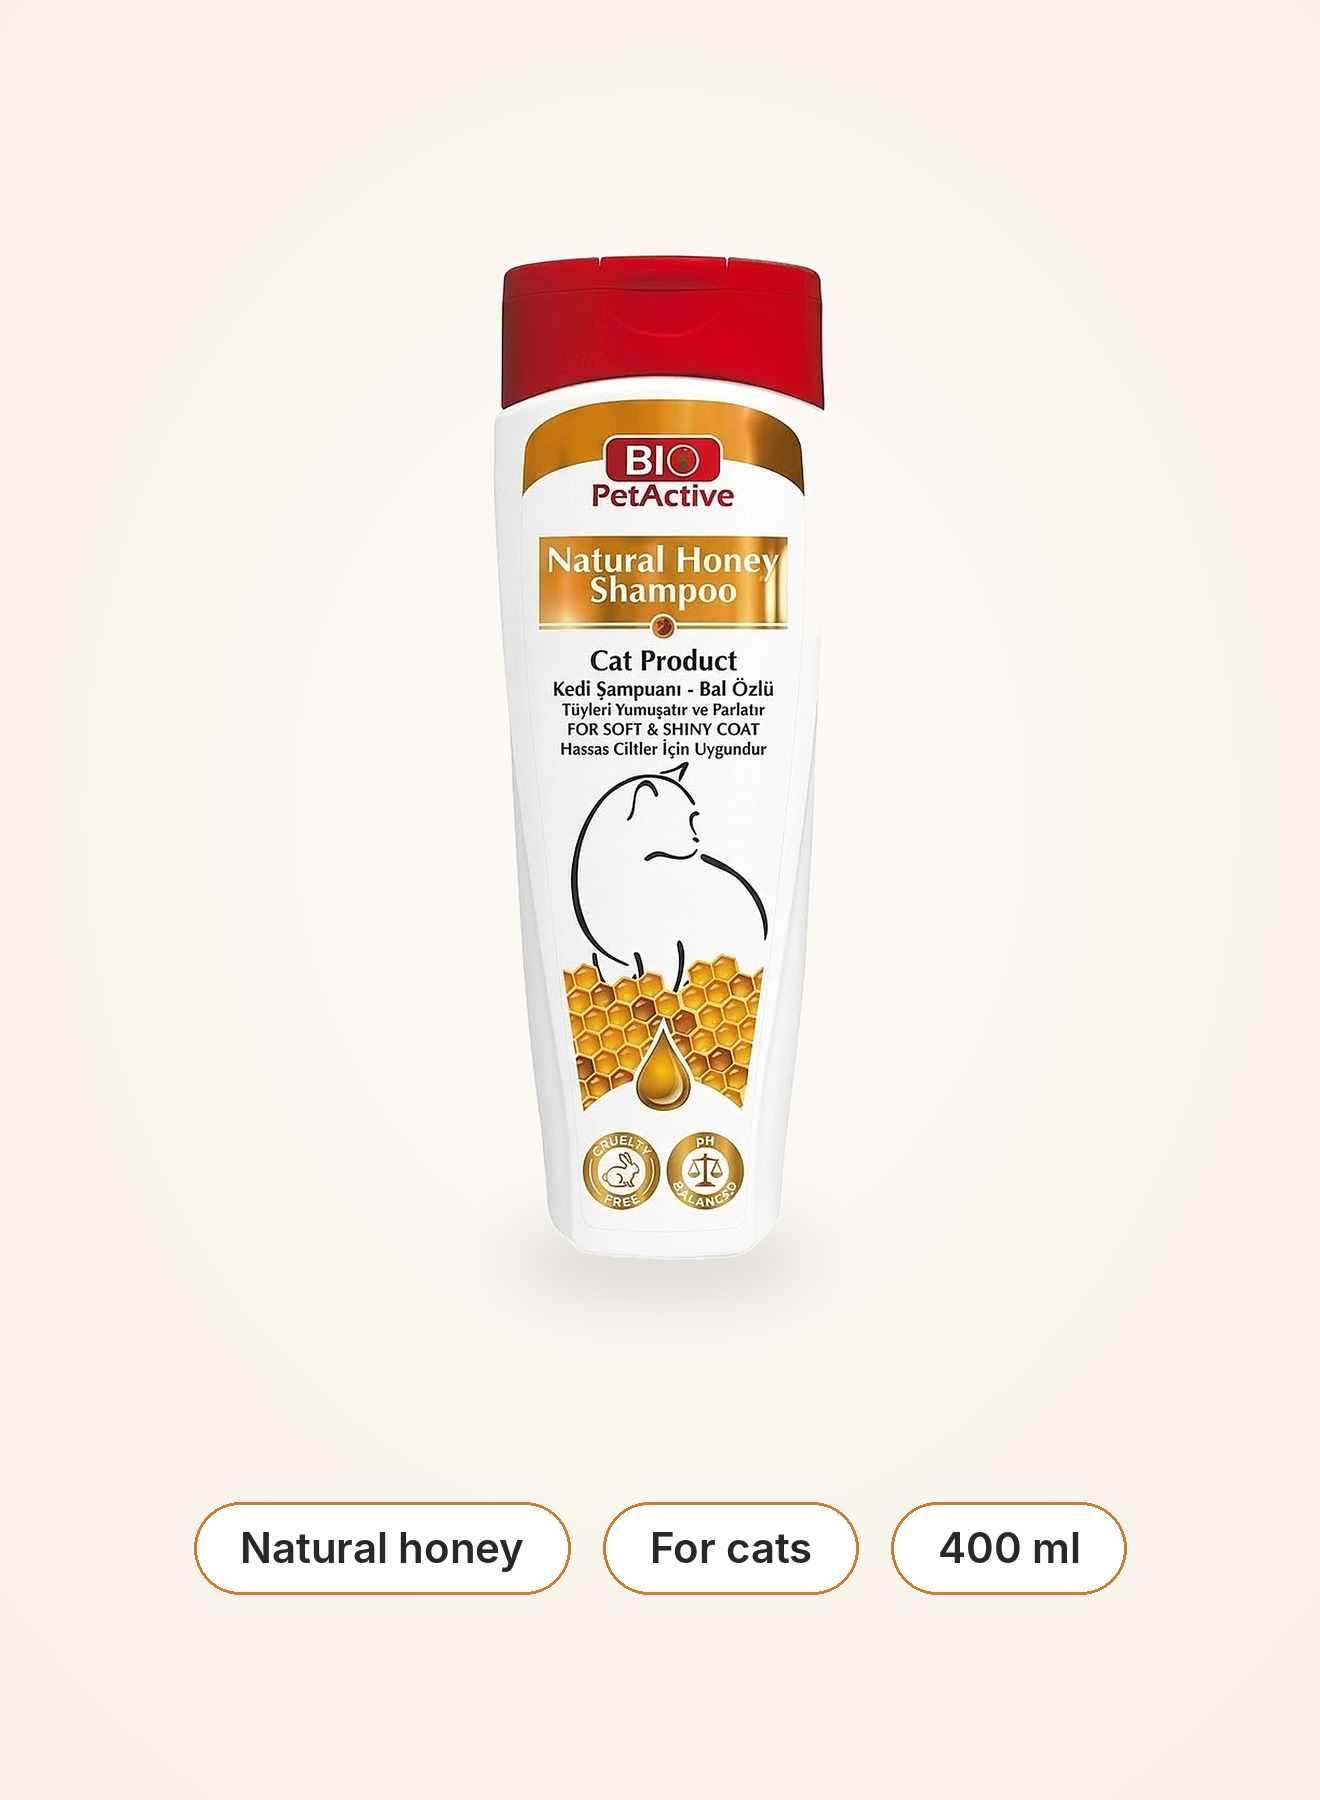 BIO
PetActive
Natural Honey
Shampoo
Cat Product
Kedi Şampuanı - Bal Özlü
Tüyleri Yumuşatır ve Parlatır
FOR SOFT & SHINY COAT
Hassas Ciltler İçin Uygundur
CRUELTY FREE
pH BALANCSD
Natural honey
For cats
400 ml